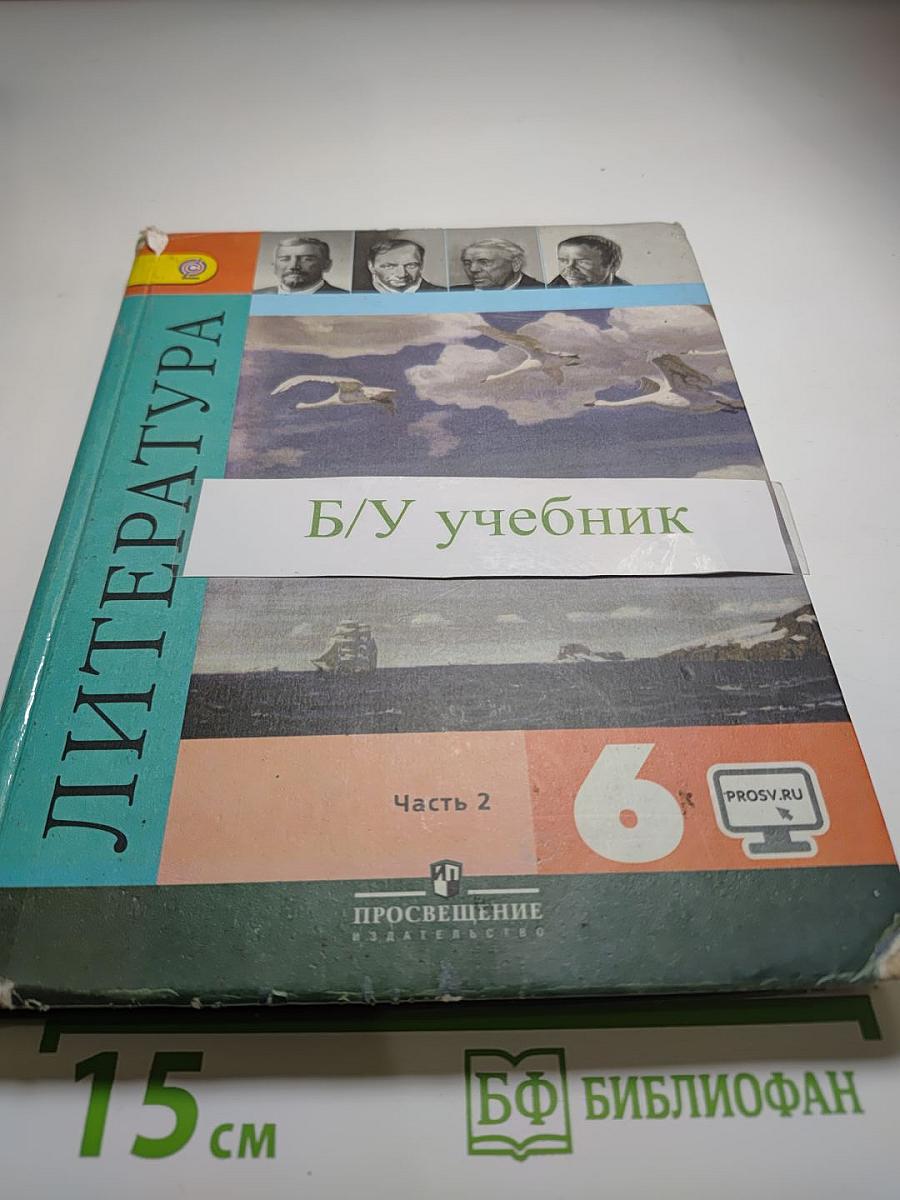 ЛИТЕРАТУРА
Б/У учебник
Часть 2
6
PROSV.RU
ПРОСВЕЩЕНИЕ
ИЗДАТЕЛЬСТВО
15 см
БФ БИБЛИОФАН